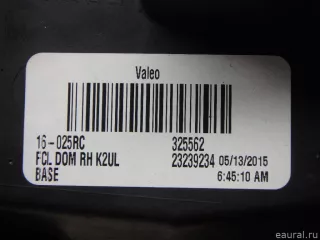 Valeo
16-025RC 325562
FCL DOM RH K2UL 23239234 05/13/2015
BASE 6:45:10 AM
eaural.ru